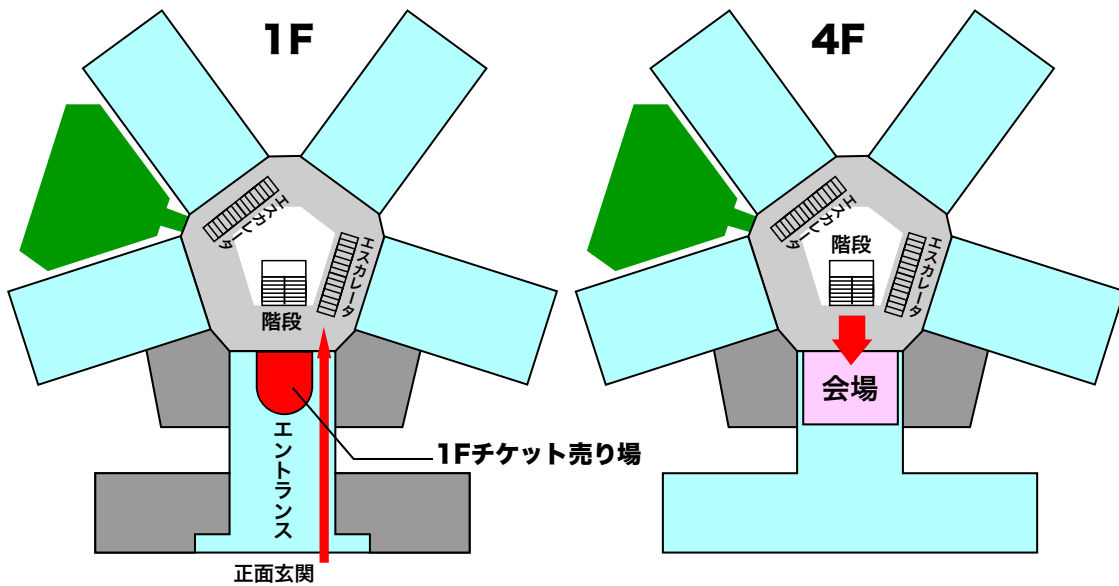 1F
4F
エスカレータ
エスカレータ
階段
1Fチケット売り場
エントランス
正面玄関
エスカレータ
階段
エスカレータ
会場